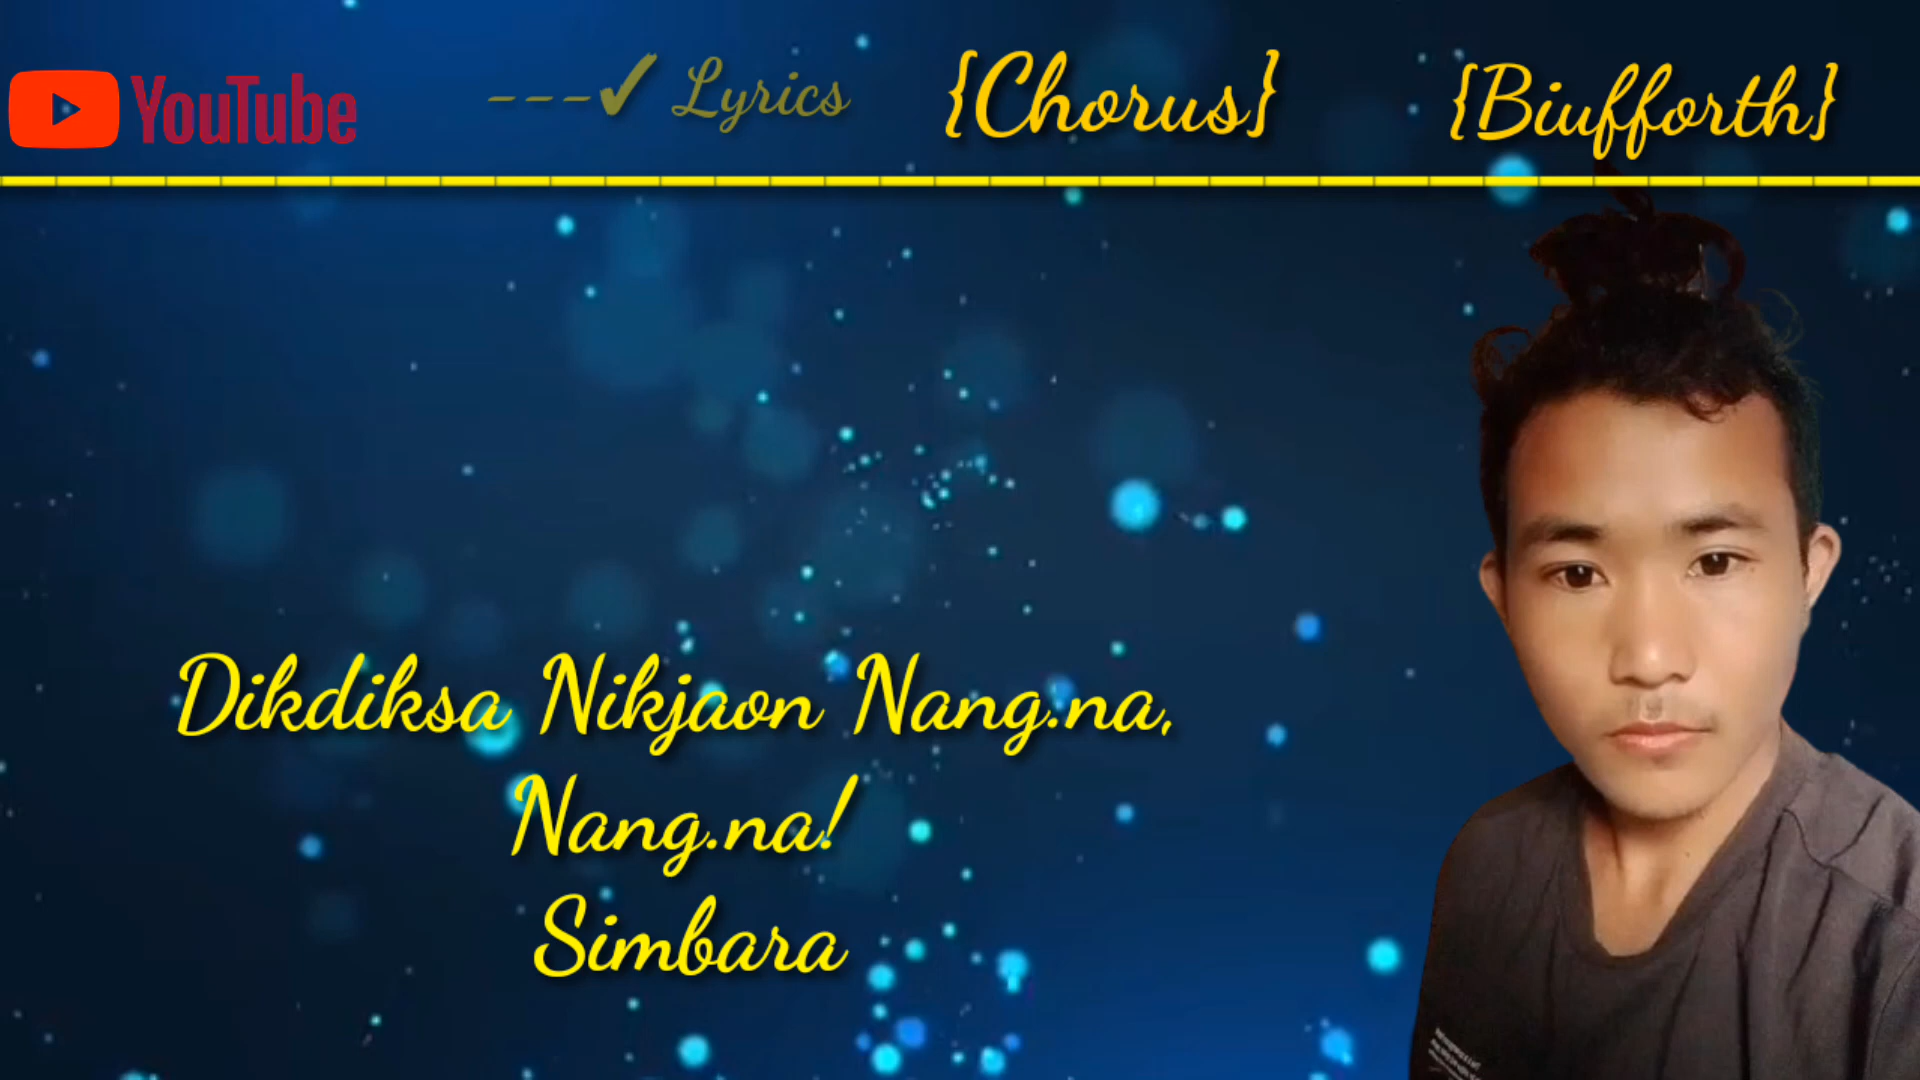 YouTube
---✓ Lyrics
{Chorus}
{Biufforth}
Dikdiksa Nikjaon Nang.na,
Nang.na!
Simbara